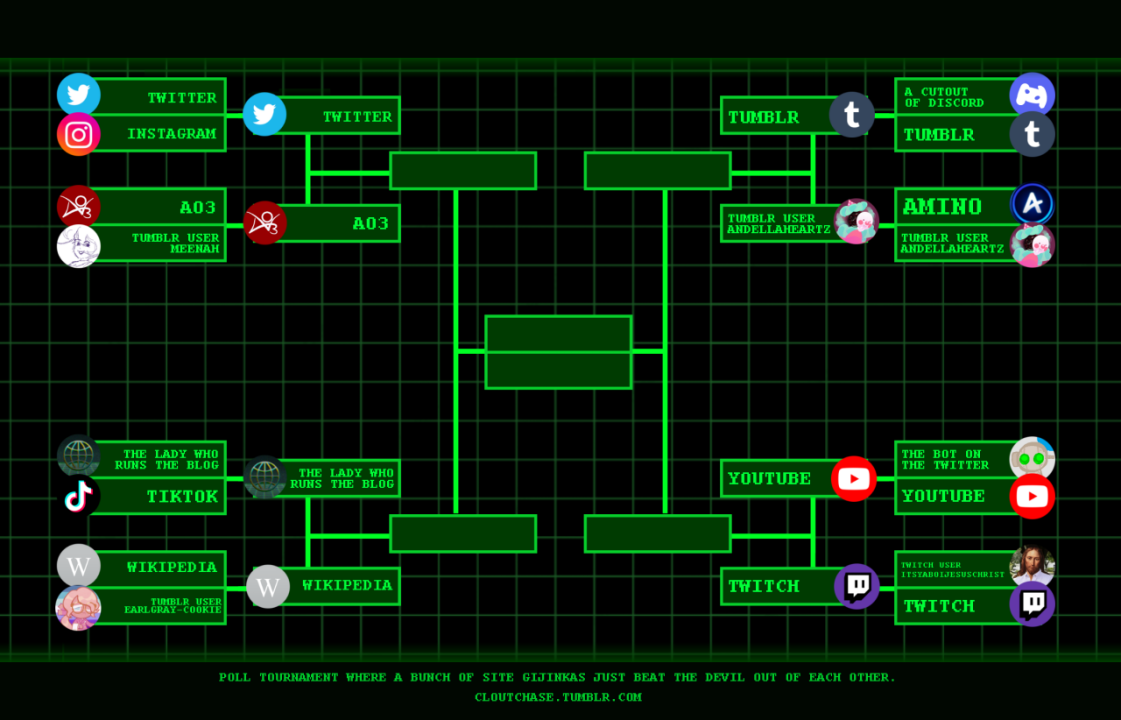 TWITTER
INSTAGRAM
TWITTER
AO3
TUMBLR USER
MEENAH
AO3
THE LADY WHO
RUNS THE BLOG
TIKTOK
THE LADY WHO
RUNS THE BLOG
W
WIKIPEDIA
TUMBLR USER
EARLGRAY-COOKIE
W
WIKIPEDIA
A CUTOUT
OF DISCORD
TUMBLR
t
TUMBLR
t
AMINO
A
TUMBLR USER
ANDELLAHEARTZ
TUMBLR USER
ANDELLAHEARTZ
THE BOT ON
THE TWITTER
YOUTUBE
YOUTUBE
TWITCH USER
ITSYABOIJESUSCHRIST
TWITCH
TWITCH
POLL TOURNAMENT WHERE A BUNCH OF SITE GIJINKAS JUST BEAT THE DEVIL OUT OF EACH OTHER.
CLOUTCHASE.TUMBLR.COM